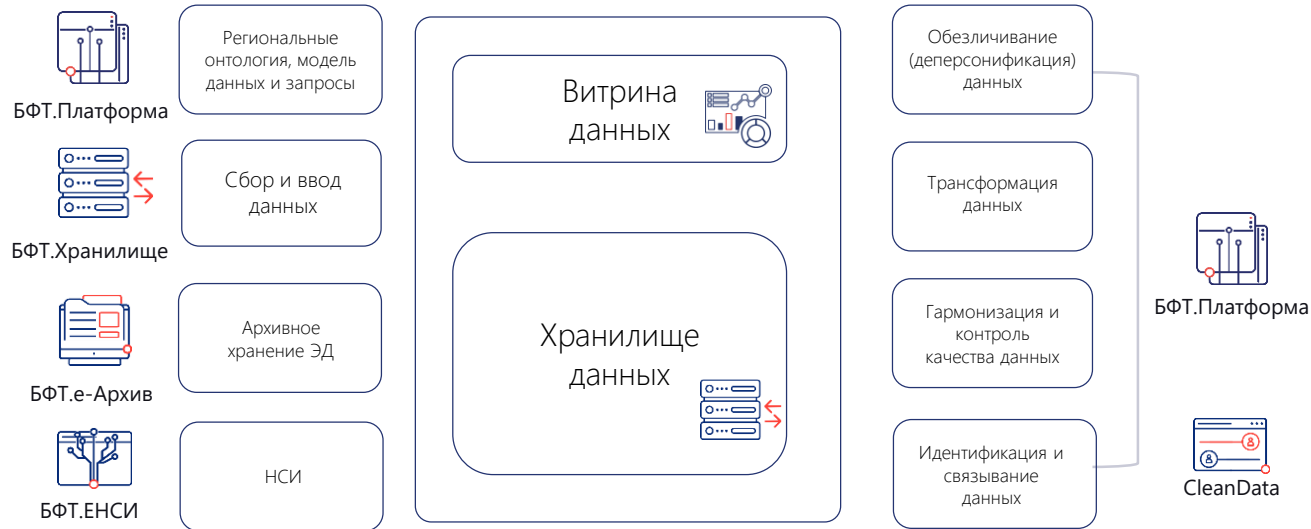 БФТ.Платформа
Региональные
онтология, модель
данных и запросы
БФТ.Хранилище
Сбор и ввод
данных
БФТ.е-Архив
Архивное
хранение ЭД
БФТ.ЕНСИ
НСИ
Витрина
данных
Хранилище
данных
Обезличивание
(деперсонификация)
данных
Трансформация
данных
Гармонизация и
контроль
качества данных
Идентификация и
связывание
данных
БФТ.Платформа
CleanData